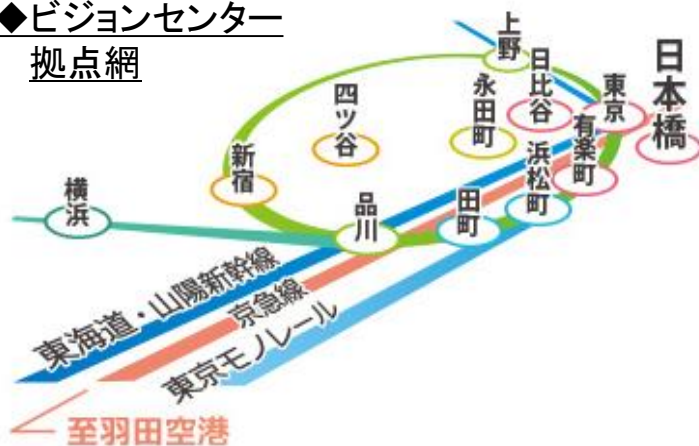 ◆ビジョンセンター
拠点網
上野
日比谷
東京
日本橋
四ツ谷
永田町
有楽町
新宿
浜松町
横浜
品川
田町
東海道・山陽新幹線
京急線
東京モノレール
至羽田空港